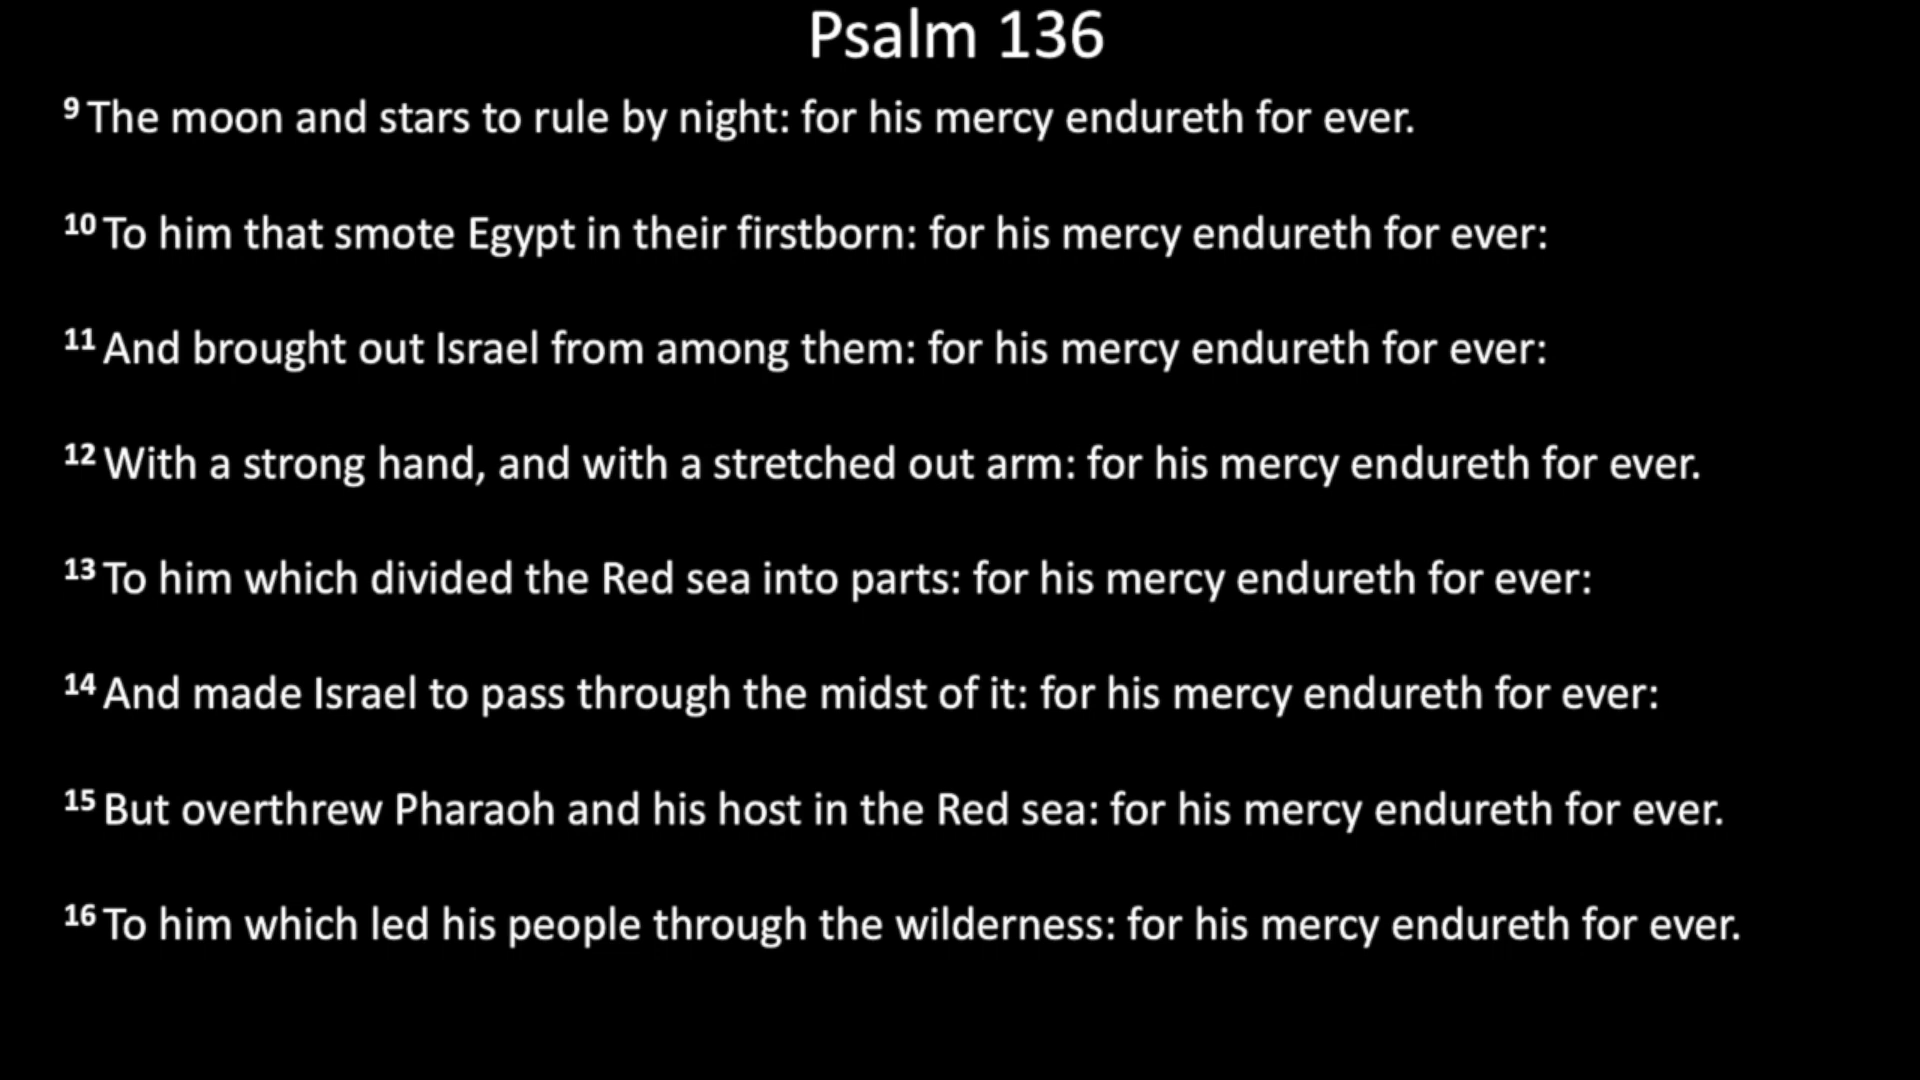 Psalm 136
9 The moon and stars to rule by night: for his mercy endureth for ever.
10 To him that smote Egypt in their firstborn: for his mercy endureth for ever:
11 And brought out Israel from among them: for his mercy endureth for ever:
12 With a strong hand, and with a stretched out arm: for his mercy endureth for ever.
13 To him which divided the Red sea into parts: for his mercy endureth for ever:
14 And made Israel to pass through the midst of it: for his mercy endureth for ever:
15 But overthrew Pharaoh and his host in the Red sea: for his mercy endureth for ever.
16 To him which led his people through the wilderness: for his mercy endureth for ever.